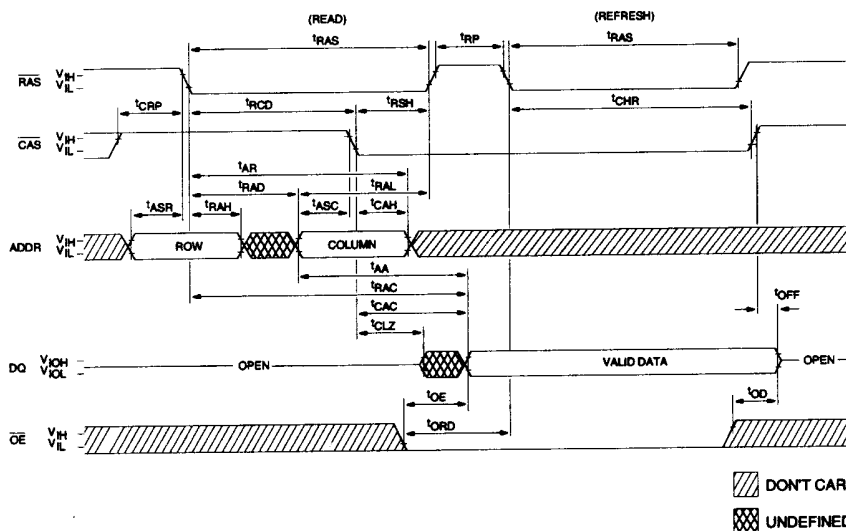 (READ) (REFRESH)
tRAS tRP tRAS
RAS VIH VIL
tCRP tRCD tRSH tCHR
CAS VIH VIL
tAR
tRAD tRAL
tASR tRAH tASC tCAH
ADDR VIH VIL ROW COLUMN
tAA
tRAC
tCAC tOFF
tCLZ
DQ VIOH VIOL OPEN VALID DATA OPEN
tOE tOD
OE VIH VIL
tORD
DON'T CAR
UNDEFINED